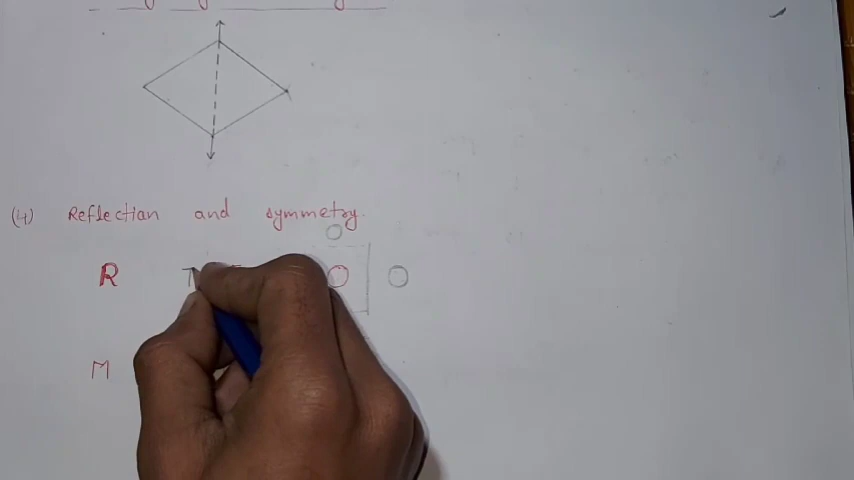 (4) Reflection and symmetry.
O
R T O O
M